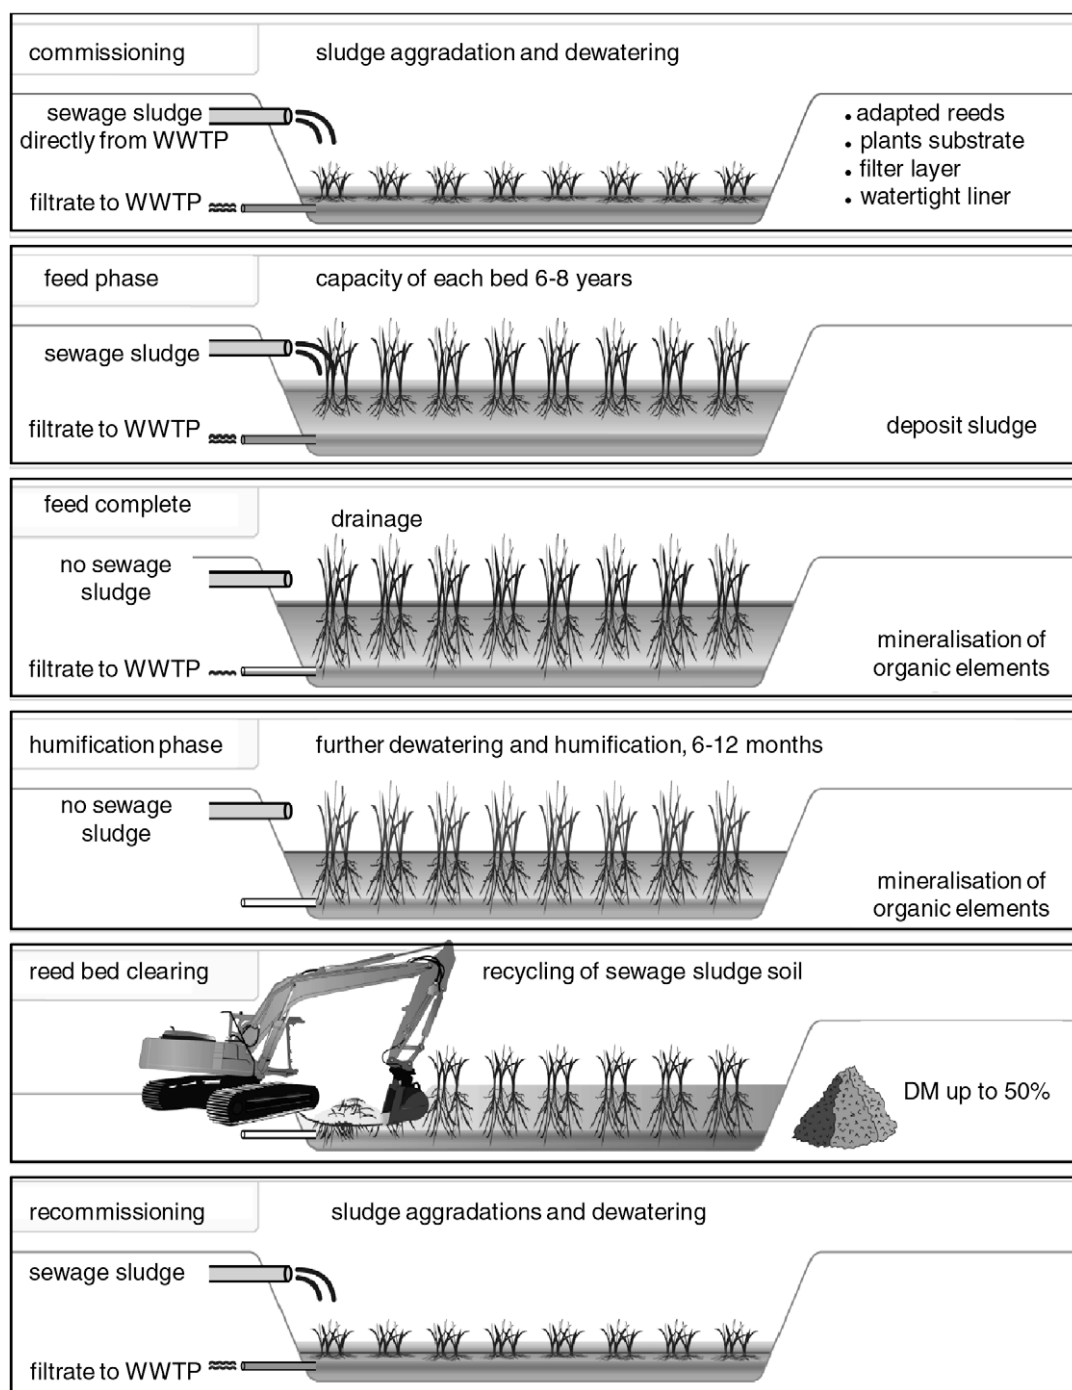 commissioning
sludge aggradation and dewatering
sewage sludge
directly from WWTP
filtrate to WWTP
• adapted reeds
• plants substrate
• filter layer
• watertight liner
feed phase
capacity of each bed 6-8 years
sewage sludge
filtrate to WWTP
deposit sludge
feed complete
drainage
no sewage
sludge
filtrate to WWTP
mineralisation of
organic elements
humification phase
further dewatering and humification, 6-12 months
no sewage
sludge
mineralisation of
organic elements
reed bed clearing
recycling of sewage sludge soil
DM up to 50%
recommissioning
sludge aggradations and dewatering
sewage sludge
filtrate to WWTP